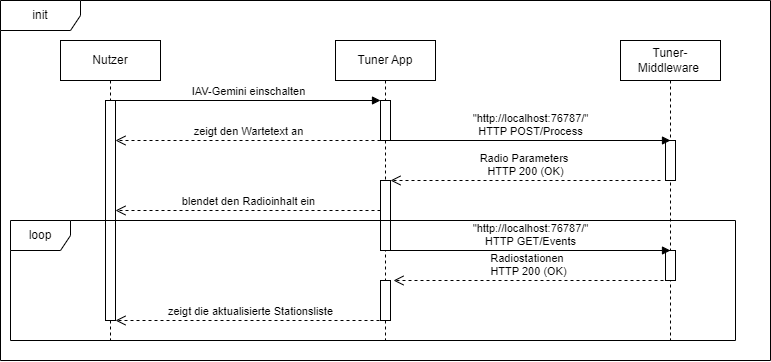 init
Nutzer
Tuner App
Tuner-
Middleware
IAV-Gemini einschalten
"http://localhost:76787/"
HTTP POST/Process
zeigt den Wartetext an
Radio Parameters
HTTP 200 (OK)
blendet den Radioinhalt ein
loop
"http://localhost:76787/"
HTTP GET/Events
Radiostationen
HTTP 200 (OK)
zeigt die aktualisierte Stationsliste